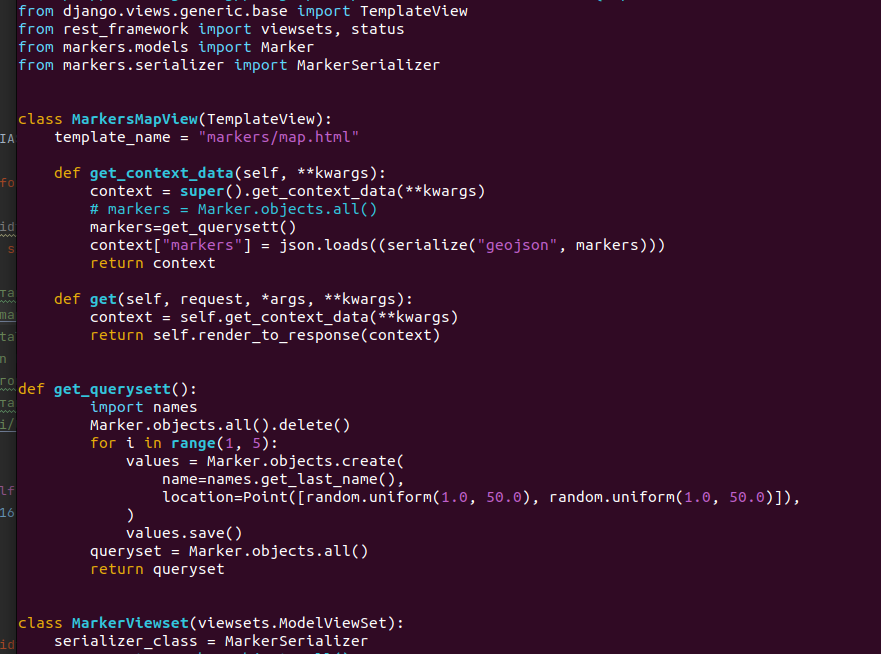 from django.views.generic.base import TemplateView
from rest_framework import viewsets, status
from markers.models import Marker
from markers.serializer import MarkerSerializer
class MarkersMapView(TemplateView):
    template_name = "markers/map.html"
    def get_context_data(self, **kwargs):
        context = super().get_context_data(**kwargs)
        # markers = Marker.objects.all()
        markers=get_querysett()
        context["markers"] = json.loads((serialize("geojson", markers)))
        return context
    def get(self, request, *args, **kwargs):
        context = self.get_context_data(**kwargs)
        return self.render_to_response(context)
def get_querysett():
        import names
        Marker.objects.all().delete()
        for i in range(1, 5):
            values = Marker.objects.create(
                name=names.get_last_name(),
                location=Point([random.uniform(1.0, 50.0), random.uniform(1.0, 50.0)]),
            )
            values.save()
        queryset = Marker.objects.all()
        return queryset
class MarkerViewset(viewsets.ModelViewSet):
    serializer_class = MarkerSerializer